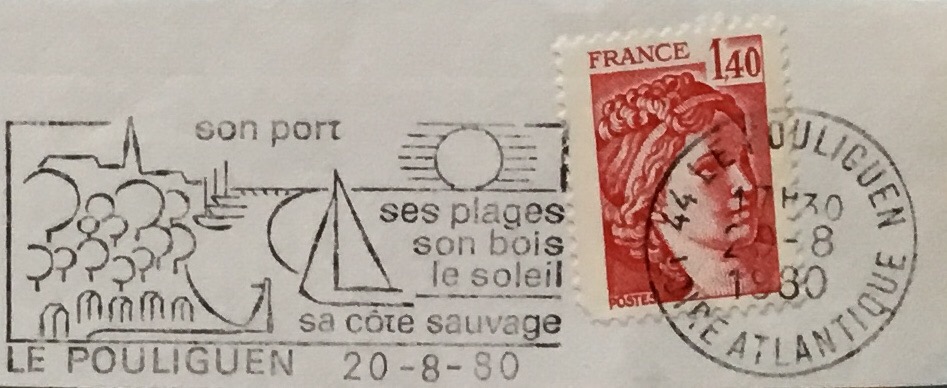 son port
ses plages
son bois
le soleil
sa côte sauvage
LE POULIGUEN 20-8-80
FRANCE 1,40
POSTES
44 LE POULIGUEN
17H30
20-8
1980
LOIRE ATLANTIQUE